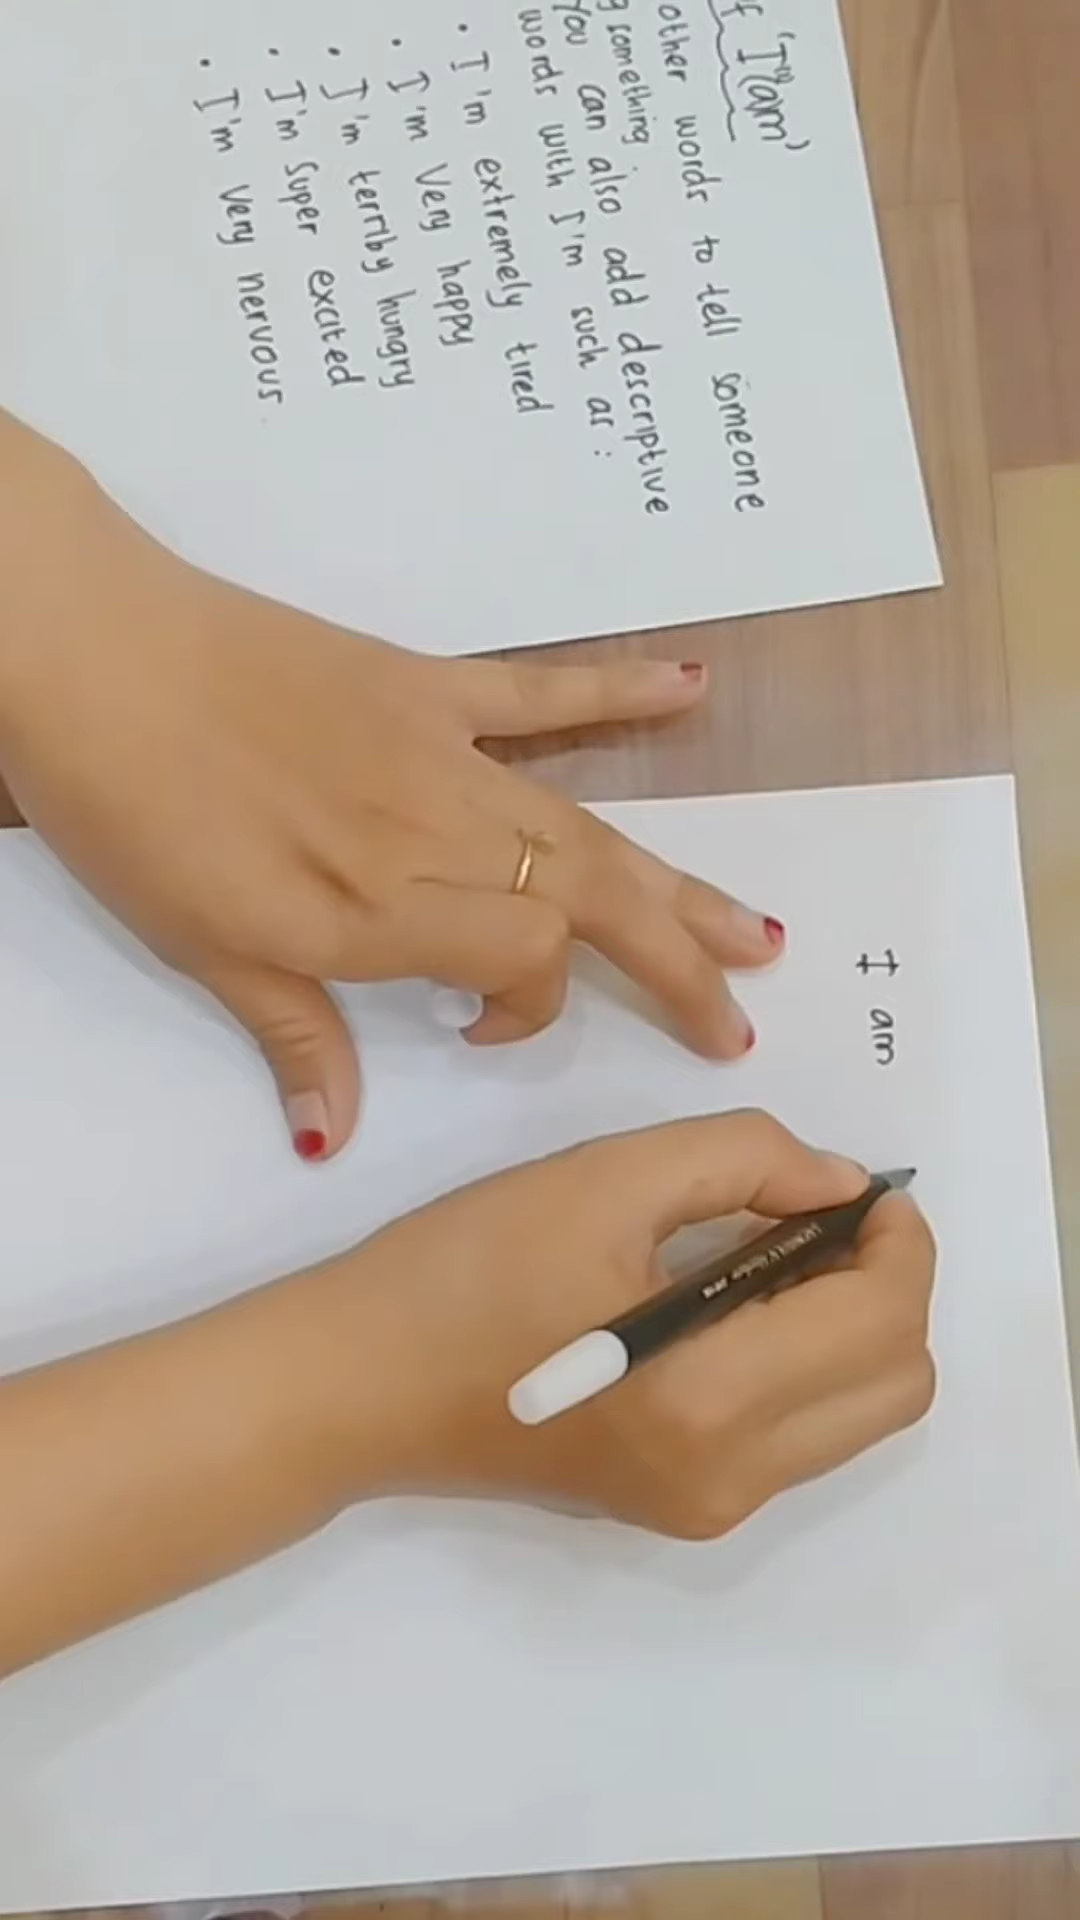 f 'I'am'
other words to tell someone
g something
You can also add descriptive
words with I'm such as :
• I'm extremely tired
• I'm very happy
• I'm terriby hungry
• I'm super excited
• I'm very nervous.
I am